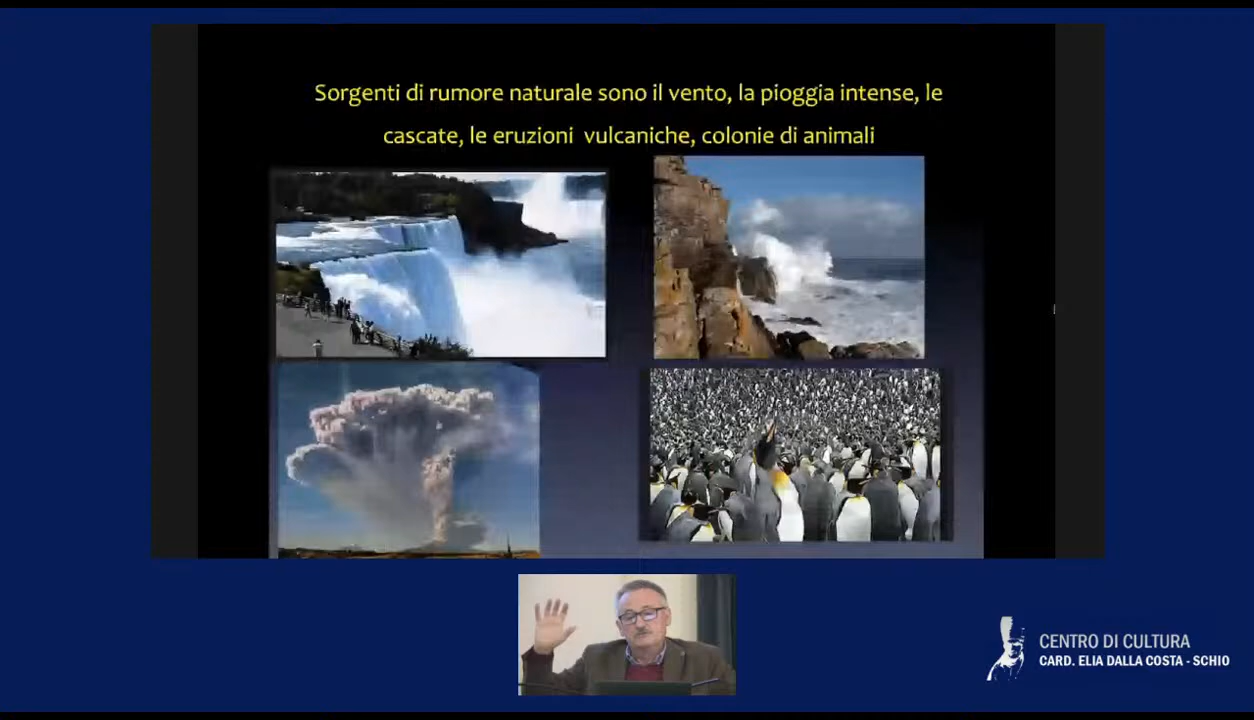 Sorgenti di rumore naturale sono il vento, la pioggia intense, le
cascate, le eruzioni vulcaniche, colonie di animali
CENTRO DI CULTURA
CARD. ELIA DALLA COSTA - SCHIO